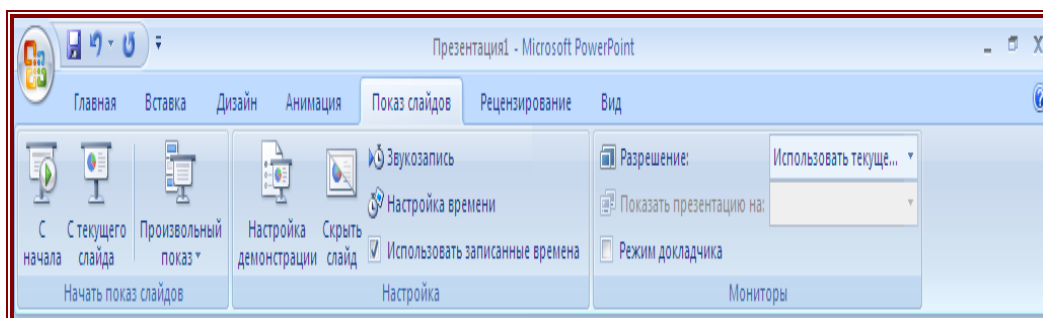 Презентация1 - Microsoft PowerPoint
Главная Вставка Дизайн Анимация Показ слайдов Рецензирование Вид
С начала
С текущего слайда
Произвольный показ
Начать показ слайдов
Настройка демонстрации
Скрыть слайд
Звукозапись
Настройка времени
Использовать записанные времена
Настройка
Разрешение: Использовать текуще...
Показать презентацию на:
Режим докладчика
Мониторы